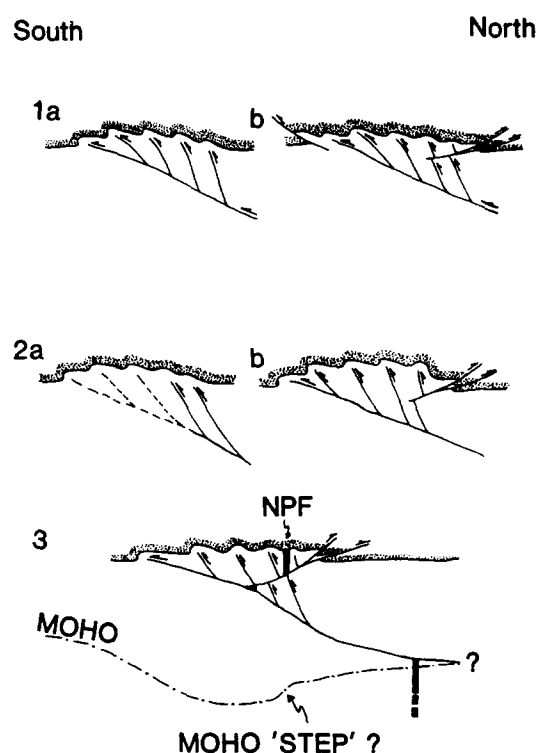 South North
1a b
2a b
NPF
3
MOHO
?
MOHO 'STEP' ?